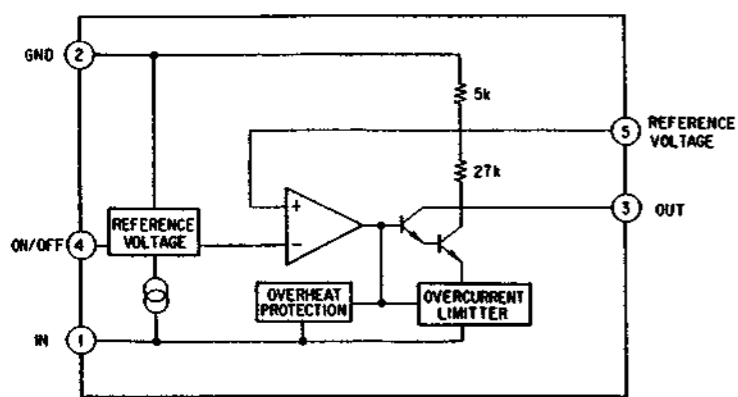 GND
2
5k
5
REFERENCE
VOLTAGE
27k
+
3
OUT
ON/OFF
4
REFERENCE
VOLTAGE
−
OVERHEAT
PROTECTION
OVERCURRENT
LIMITTER
IN
1